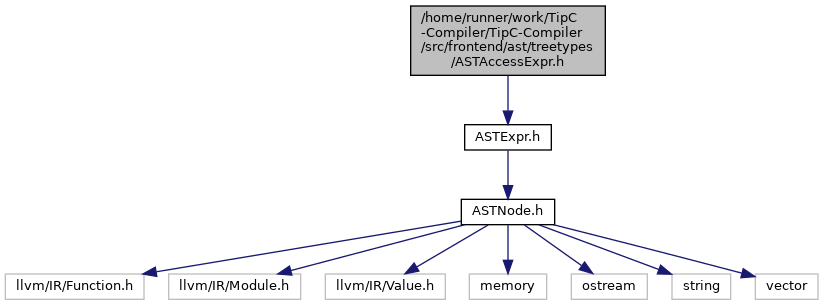 /home/runner/work/TipC
-Compiler/TipC-Compiler
/src/frontend/ast/treetypes
/ASTAccessExpr.h
ASTExpr.h
ASTNode.h
llvm/IR/Function.h
llvm/IR/Module.h
llvm/IR/Value.h
memory
ostream
string
vector